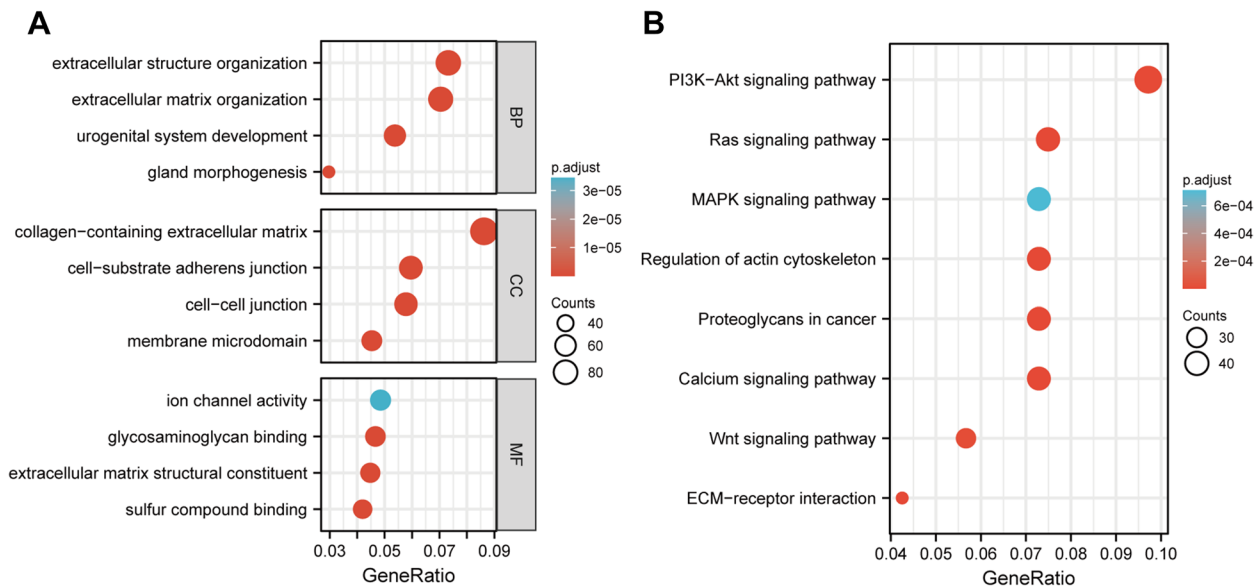 A
extracellular structure organization
extracellular matrix organization
urogenital system development
gland morphogenesis
BP
collagen−containing extracellular matrix
cell−substrate adherens junction
cell−cell junction
membrane microdomain
CC
ion channel activity
glycosaminoglycan binding
extracellular matrix structural constituent
sulfur compound binding
MF
0.03 0.05 0.07 0.09
GeneRatio
p.adjust
3e−05
2e−05
1e−05
Counts
40
60
80
B
PI3K−Akt signaling pathway
Ras signaling pathway
MAPK signaling pathway
Regulation of actin cytoskeleton
Proteoglycans in cancer
Calcium signaling pathway
Wnt signaling pathway
ECM−receptor interaction
0.04 0.05 0.06 0.07 0.08 0.09 0.10
GeneRatio
p.adjust
6e−04
4e−04
2e−04
Counts
30
40